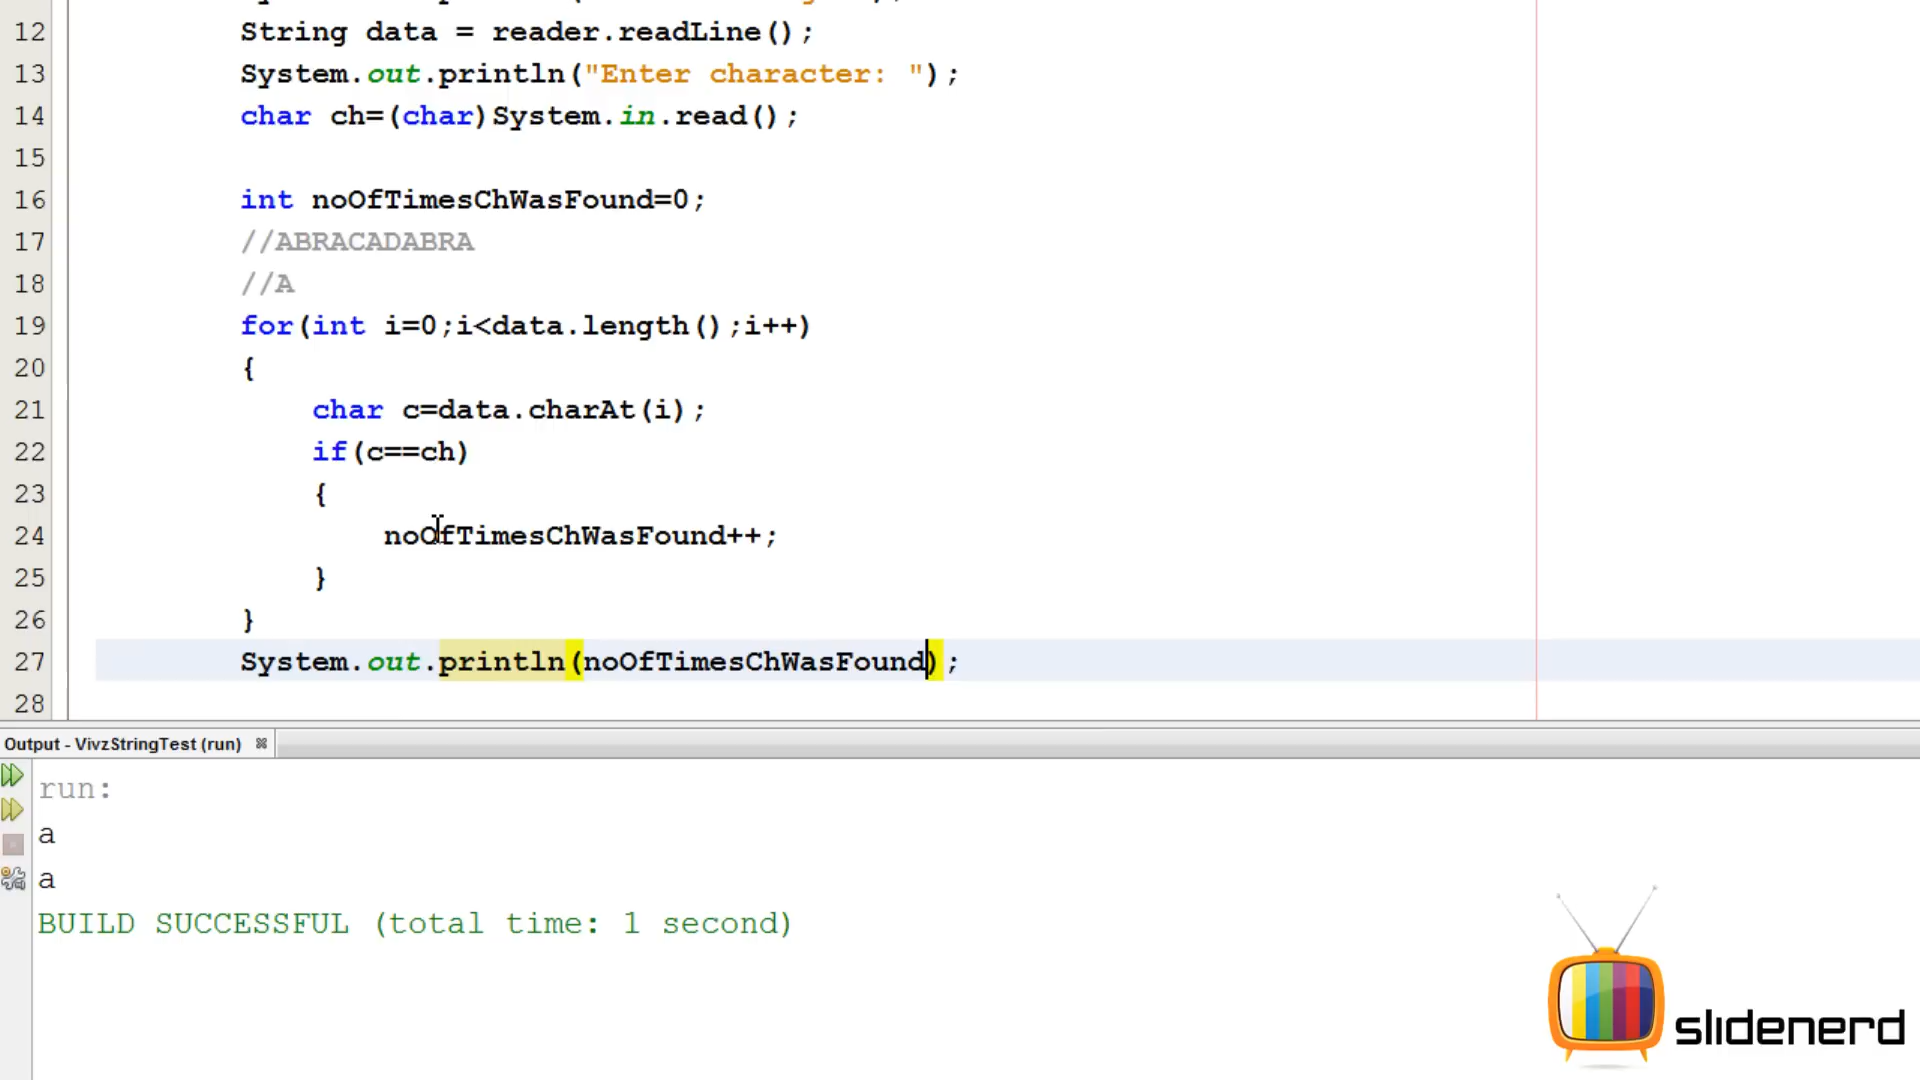 12 String data = reader.readLine();
13 System.out.println("Enter character: ");
14 char ch=(char)System.in.read();
15
16 int noOfTimesChWasFound=0;
17 //ABRACADABRA
18 //A
19 for(int i=0;i<data.length();i++)
20 {
21 char c=data.charAt(i);
22 if(c==ch)
23 {
24 noOfTimesChWasFound++;
25 }
26 }
27 System.out.println(noOfTimesChWasFound);
28
Output - VivzStringTest (run)
run:
a
a
BUILD SUCCESSFUL (total time: 1 second)
slidenerd